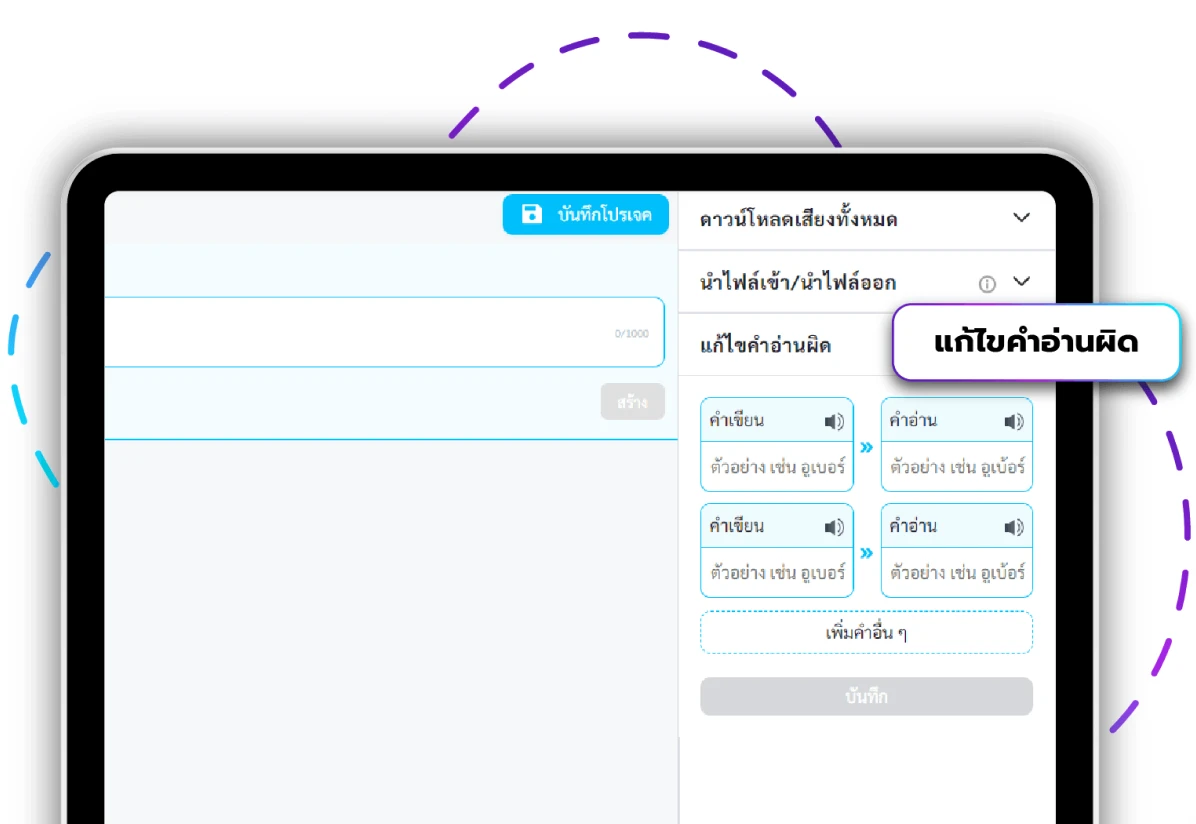 บันทึกโปรเจค
0/1000
สร้าง
ดาวน์โหลดเสียงทั้งหมด
นำไฟล์เข้า/นำไฟล์ออก
แก้ไขคำอ่านผิด
แก้ไขคำอ่านผิด
คำเขียน
คำอ่าน
ตัวอย่าง เช่น อูเบอร์
ตัวอย่าง เช่น อูเบ้อร์
คำเขียน
คำอ่าน
ตัวอย่าง เช่น อูเบอร์
ตัวอย่าง เช่น อูเบ้อร์
เพิ่มคำอื่น ๆ
บันทึก